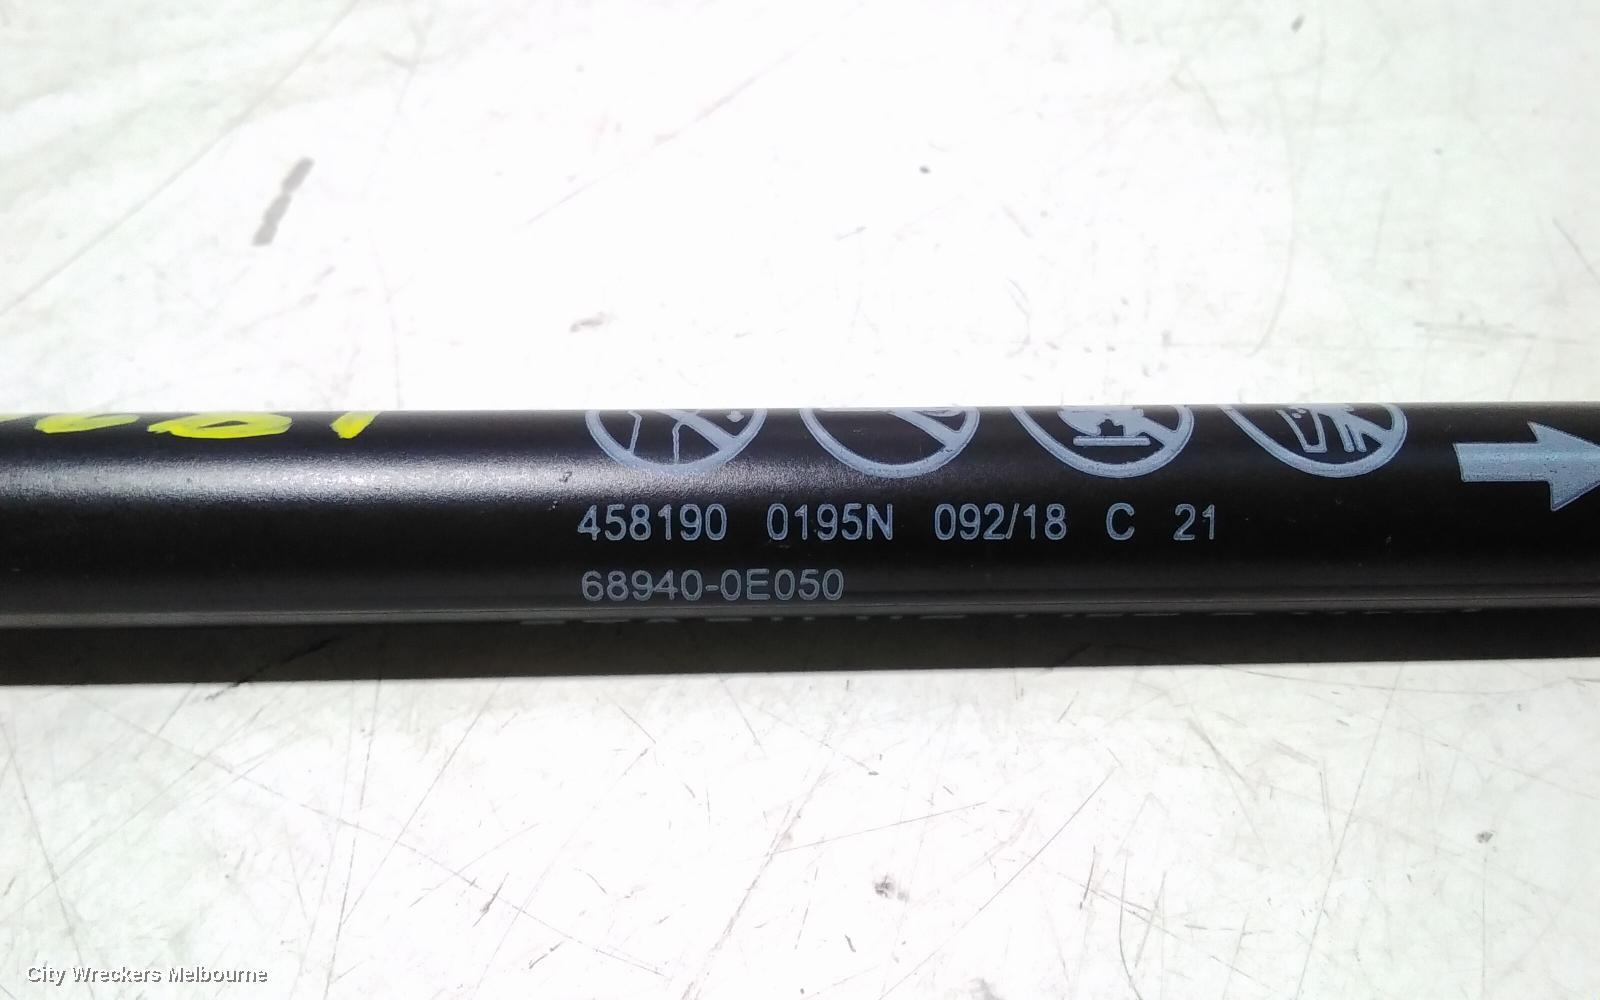 458190 0195N 092/18 C 21
68940-0E050
City Wreckers Melbourne